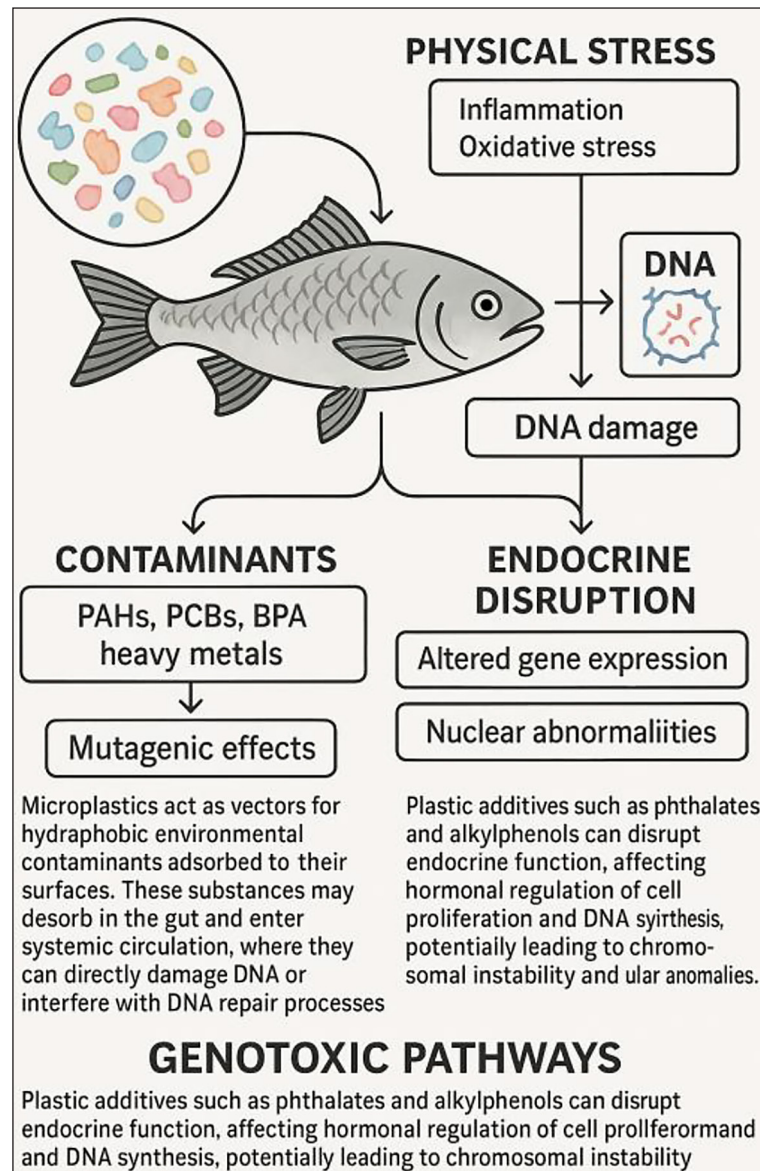 PHYSICAL STRESS
Inflammation
Oxidative stress
DNA
DNA damage
CONTAMINANTS
PAHs, PCBs, BPA
heavy metals
Mutagenic effects
Microplastics act as vectors for
hydraphobic environmental
contaminants adsorbed to their
surfaces. These substances may
desorb in the gut and enter
systemic circulation, where they
can directly damage DNA or
interfere with DNA repair processes
ENDOCRINE
DISRUPTION
Altered gene expression
Nuclear abnormaliities
Plastic additives such as phthalates
and alkylphenols can disrupt
endocrine function, affecting
hormonal regulation of cell
proliferation and DNA syirthesis,
potentially leading to chromo-
somal instability and ular anomalies.
GENOTOXIC PATHWAYS
Plastic additives such as phthalates and alkylphenols can disrupt
endocrine function, affecting hormonal regulation of cell prollferormand
and DNA synthesis, potentially leading to chromosomal instability